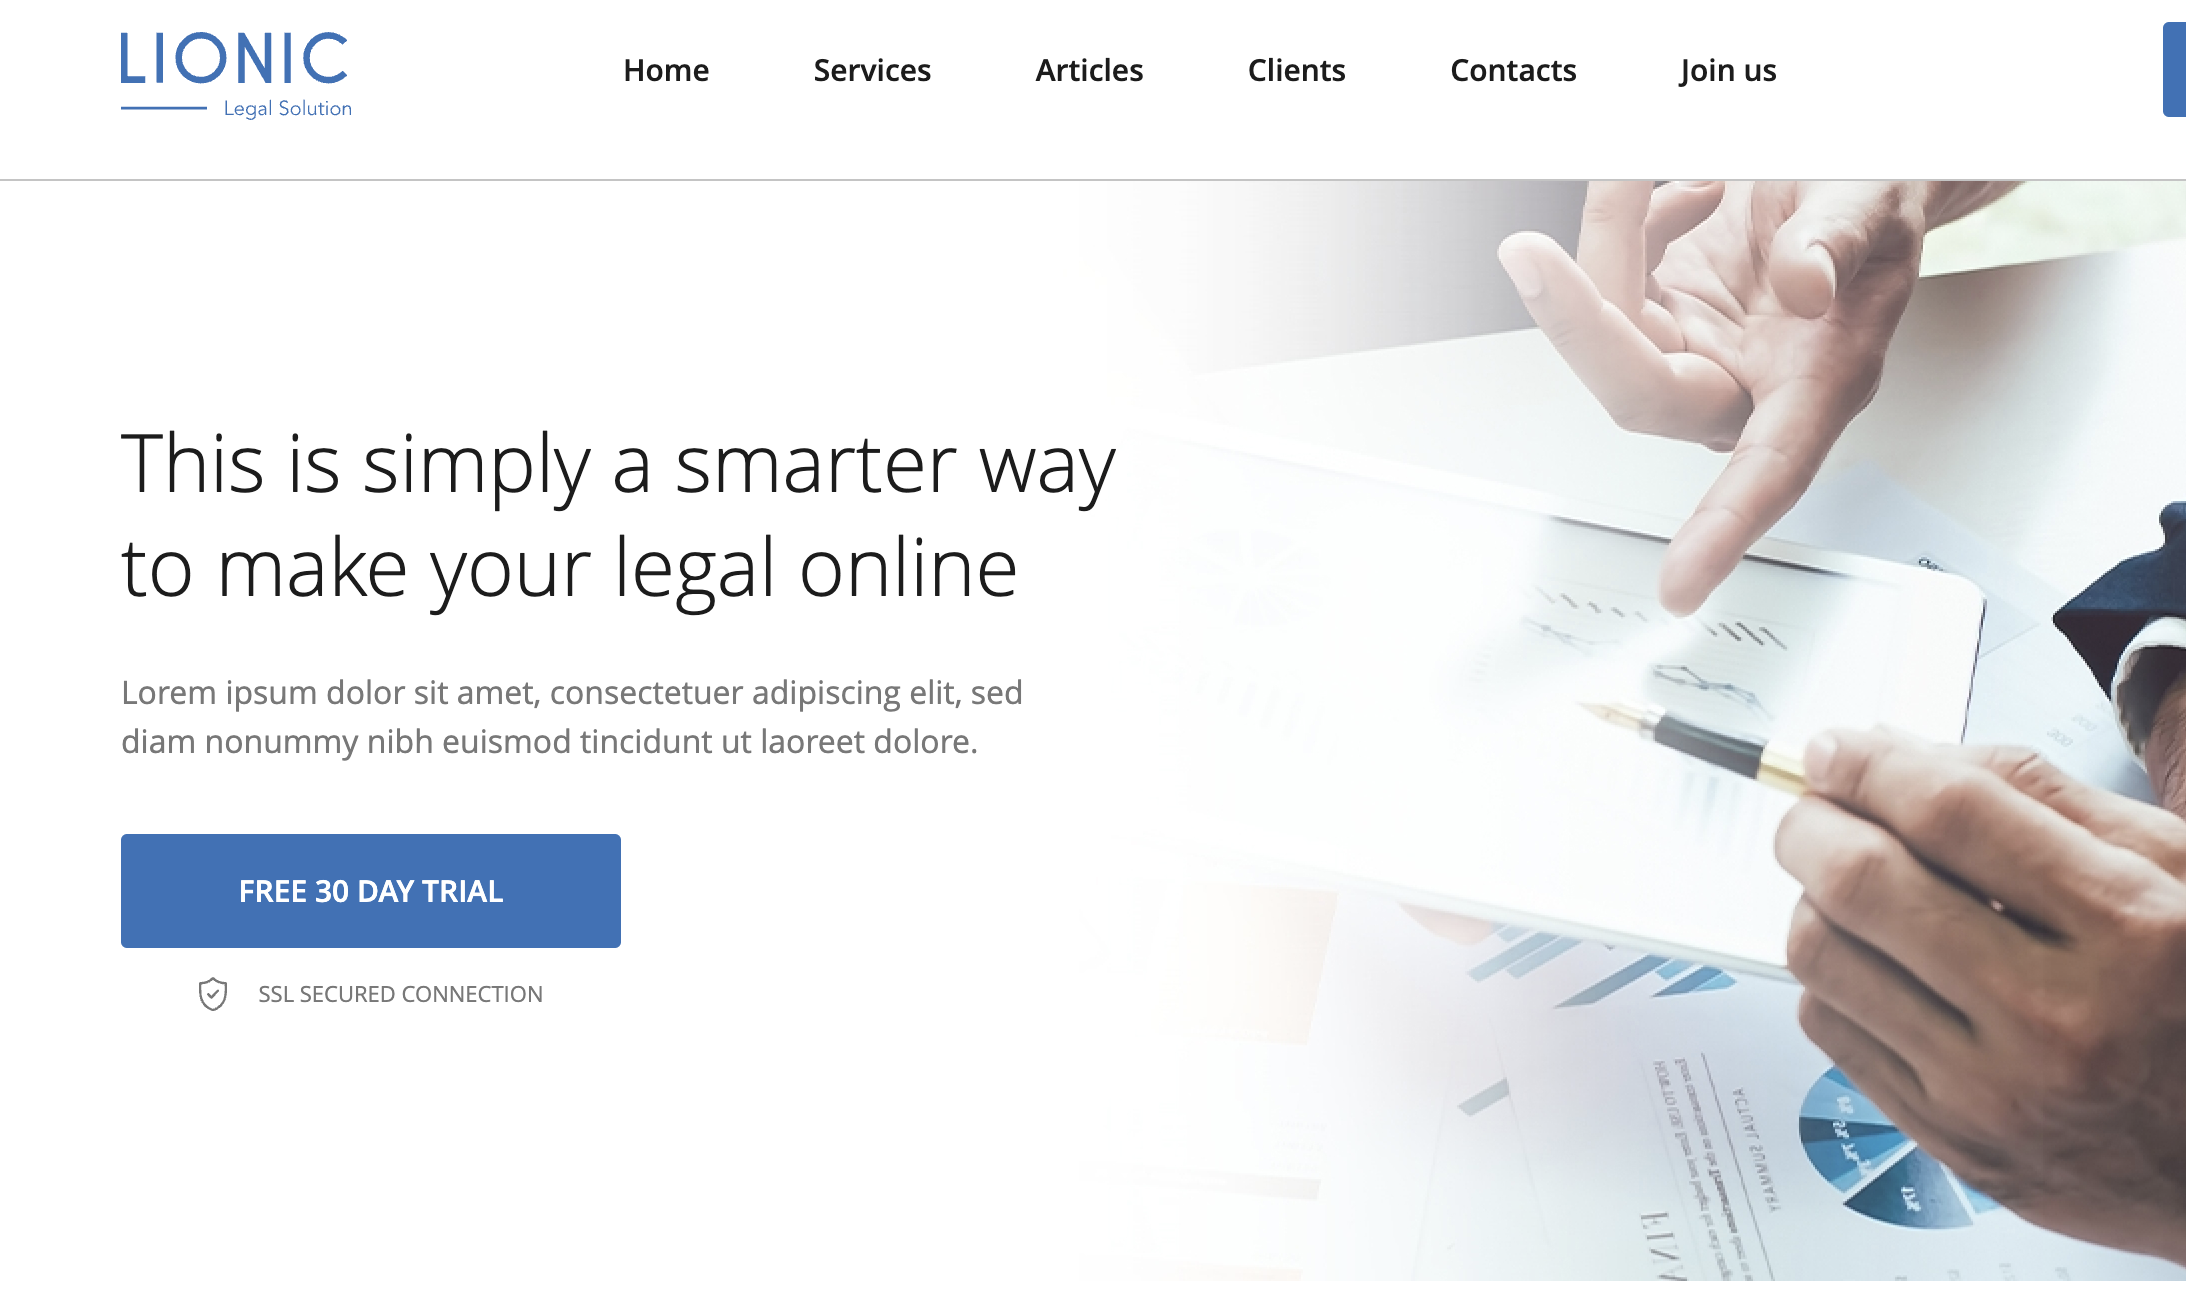 LIONIC
Legal Solution
Home Services Articles Clients Contacts Join us
This is simply a smarter way
to make your legal online
Lorem ipsum dolor sit amet, consectetuer adipiscing elit, sed
diam nonummy nibh euismod tincidunt ut laoreet dolore.
FREE 30 DAY TRIAL
SSL SECURED CONNECTION
ACTUAL SUMMARY